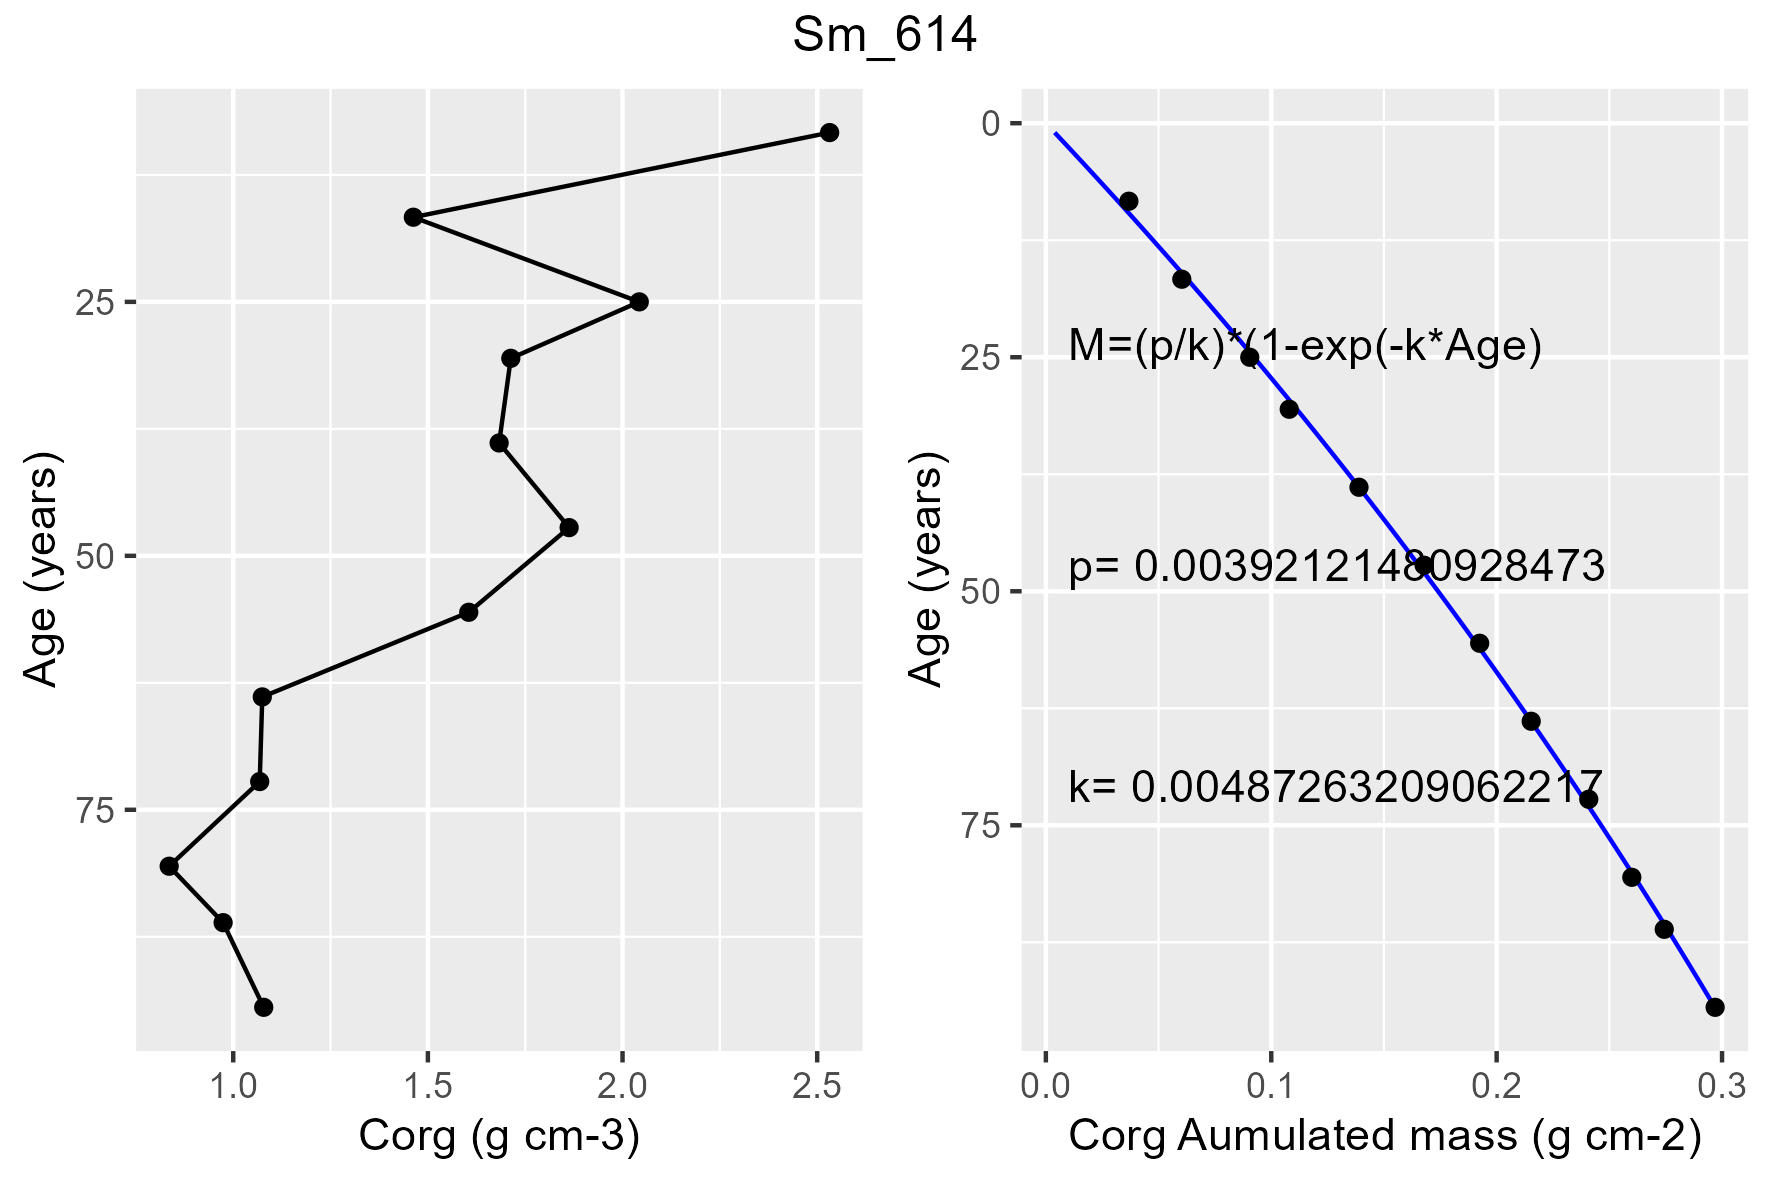 Sm_614
Age (years)
25
50
75
1.0 1.5 2.0 2.5
Corg (g cm-3)
Age (years)
0
25
50
75
M=(p/k)*(1-exp(-k*Age)
p= 0.00392121480928473
k= 0.00487263209062217
0.0 0.1 0.2 0.3
Corg Aumulated mass (g cm-2)